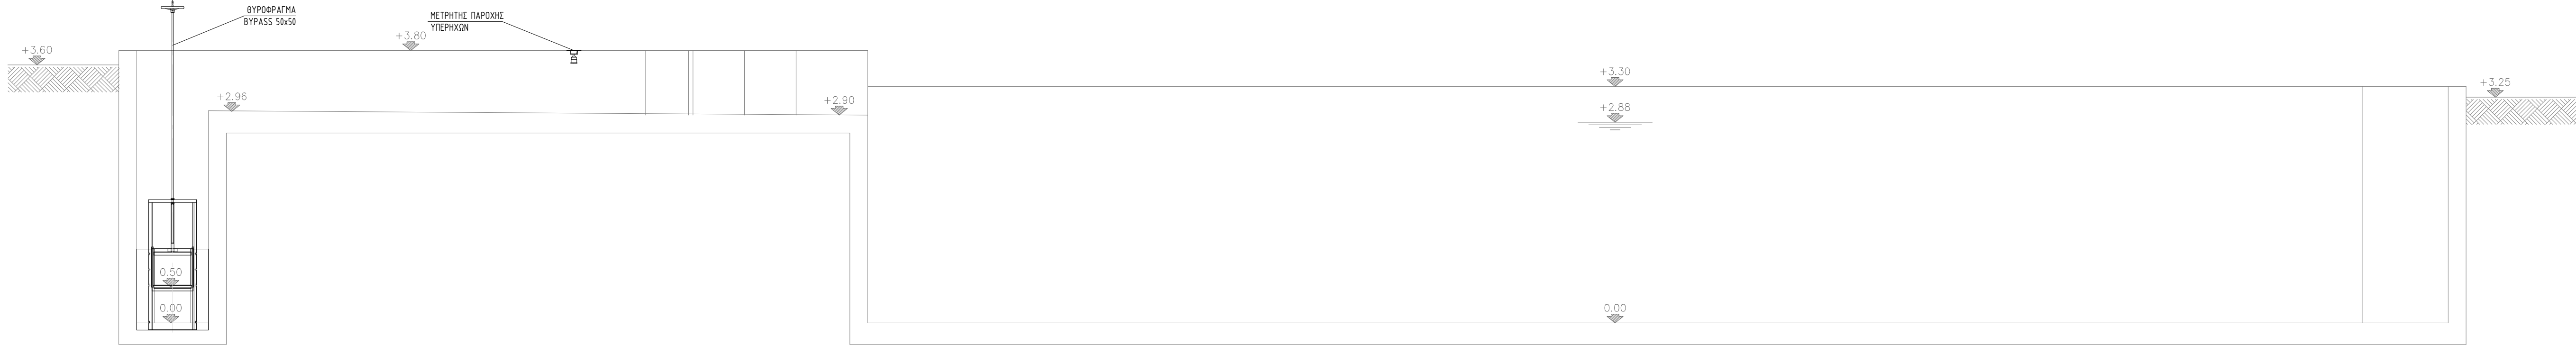 ΘΥΡΟΦΡΑΓΜΑ
BYPASS 50x50
ΜΕΤΡΗΤΗΣ ΠΑΡΟΧΗΣ
ΥΠΕΡΗΧΩΝ
+3.60
+3.80
+3.30
+3.25
+2.96
+2.90
+2.88
0.50
0.00
0.00